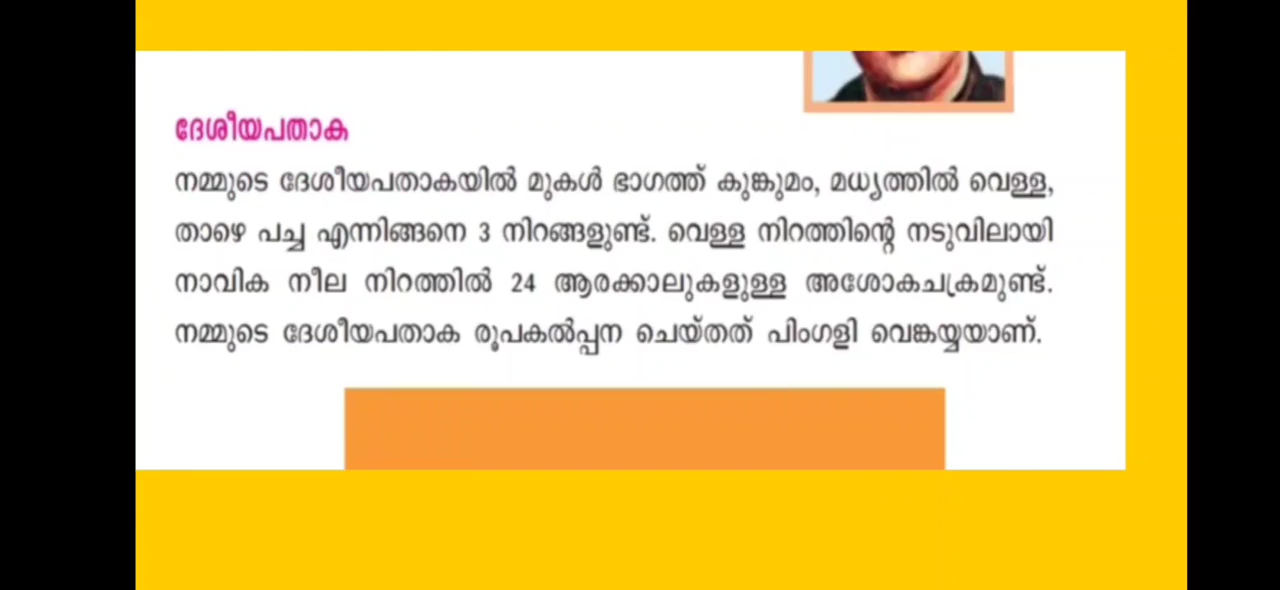 ദേശീയപതാക
നമ്മുടെ ദേശീയപതാകയിൽ മുകൾ ഭാഗത്ത് കുങ്കുമം, മധ്യത്തിൽ വെള്ള,
താഴെ പച്ച എന്നിങ്ങനെ 3 നിറങ്ങളുണ്ട്. വെള്ള നിറത്തിന്റെ നടുവിലായി
നാവിക നീല നിറത്തിൽ 24 ആരക്കാലുകളുള്ള അശോകചക്രമുണ്ട്.
നമ്മുടെ ദേശീയപതാക രൂപകൽപ്പന ചെയ്തത് പിംഗളി വെങ്കയ്യയാണ്.